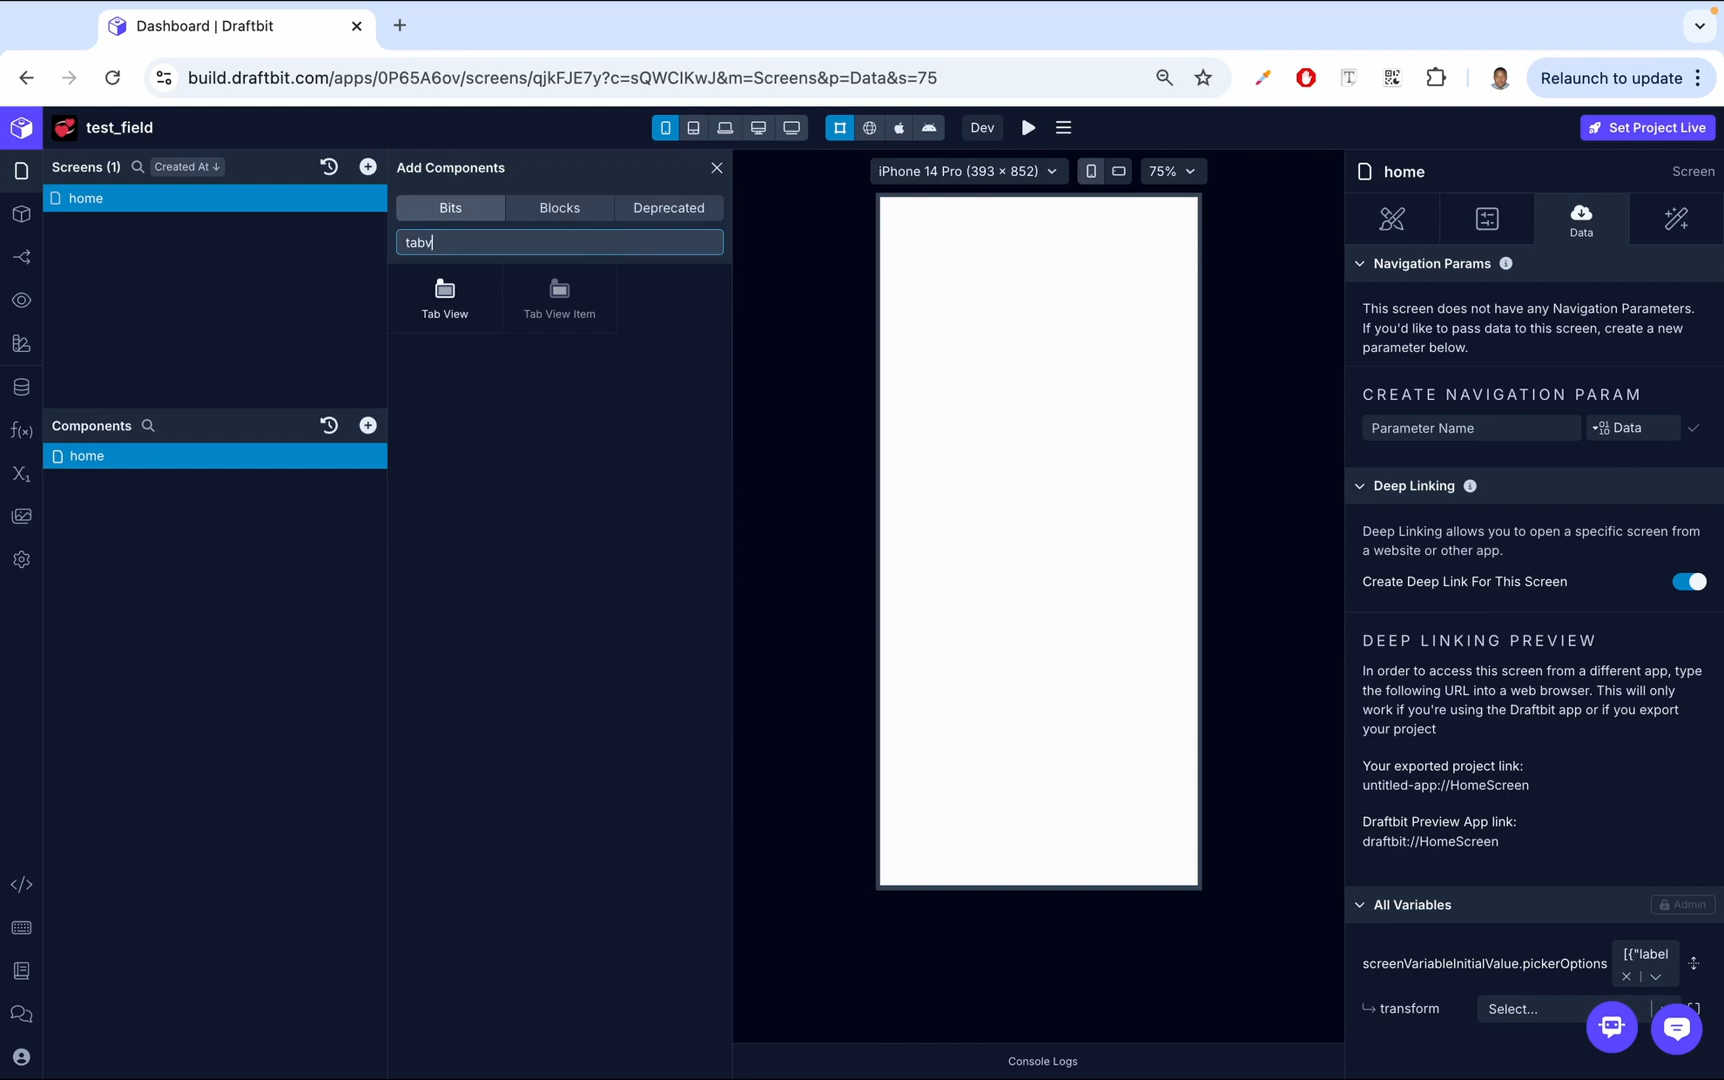 Dashboard | Draftbit
build.draftbit.com/apps/0P65A6ov/screens/qjkFJE7y?c=sQWCIKwJ&m=Screens&p=Data&s=75
Relaunch to update
test_field
Dev
Set Project Live
Screens (1)
Created At ↓
home
Components
home
Add Components
Bits
Blocks
Deprecated
tabv
Tab View
Tab View Item
iPhone 14 Pro (393 × 852)
75%
Console Logs
home
Screen
Data
Navigation Params
This screen does not have any Navigation Parameters.
If you'd like to pass data to this screen, create a new
parameter below.
CREATE NAVIGATION PARAM
Parameter Name
Data
Deep Linking
Deep Linking allows you to open a specific screen from
a website or other app.
Create Deep Link For This Screen
DEEP LINKING PREVIEW
In order to access this screen from a different app, type
the following URL into a web browser. This will only
work if you're using the Draftbit app or if you export
your project
Your exported project link:
untitled-app://HomeScreen
Draftbit Preview App link:
draftbit://HomeScreen
All Variables
Admin
screenVariableInitialValue.pickerOptions
[{"label
transform
Select...